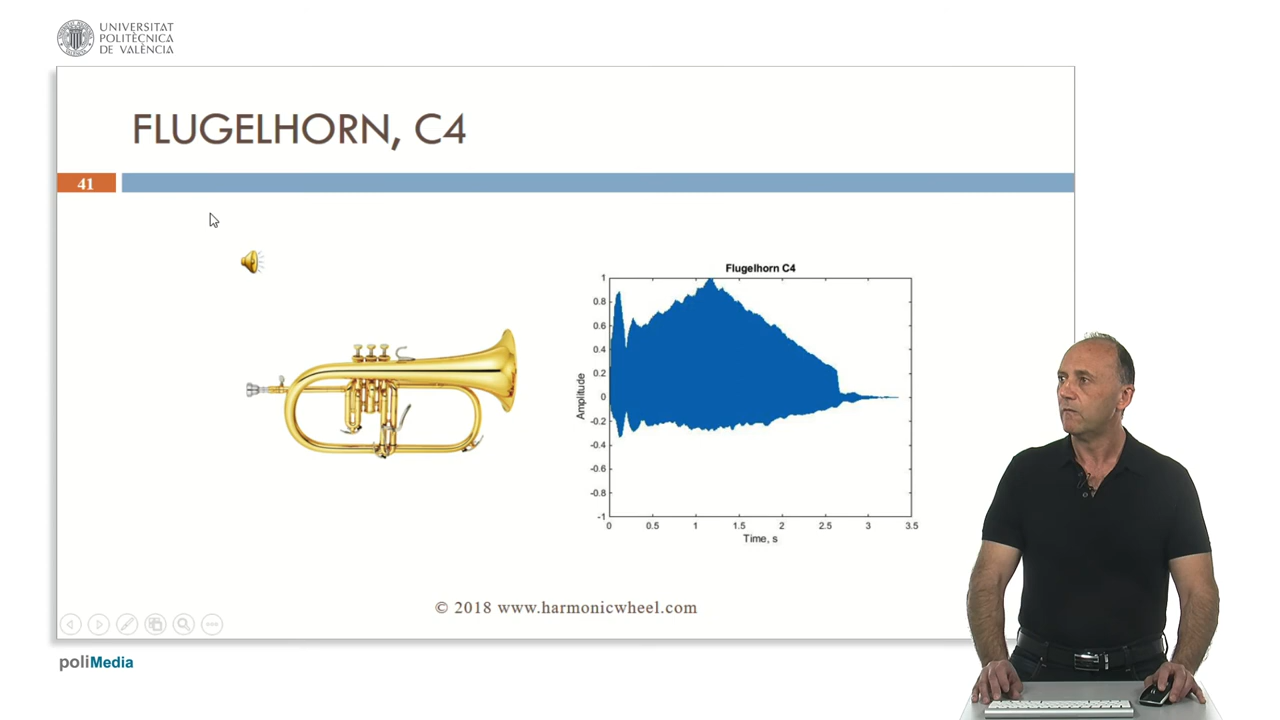 UNIVERSITAT
POLITÈCNICA
DE VALÈNCIA
FLUGELHORN, C4
41
Flugelhorn C4
1
0.8
0.6
0.4
0.2
0
-0.2
-0.4
-0.6
-0.8
-1
Amplitude
0 0.5 1 1.5 2 2.5 3 3.5
Time, s
© 2018 www.harmonicwheel.com
poliMedia